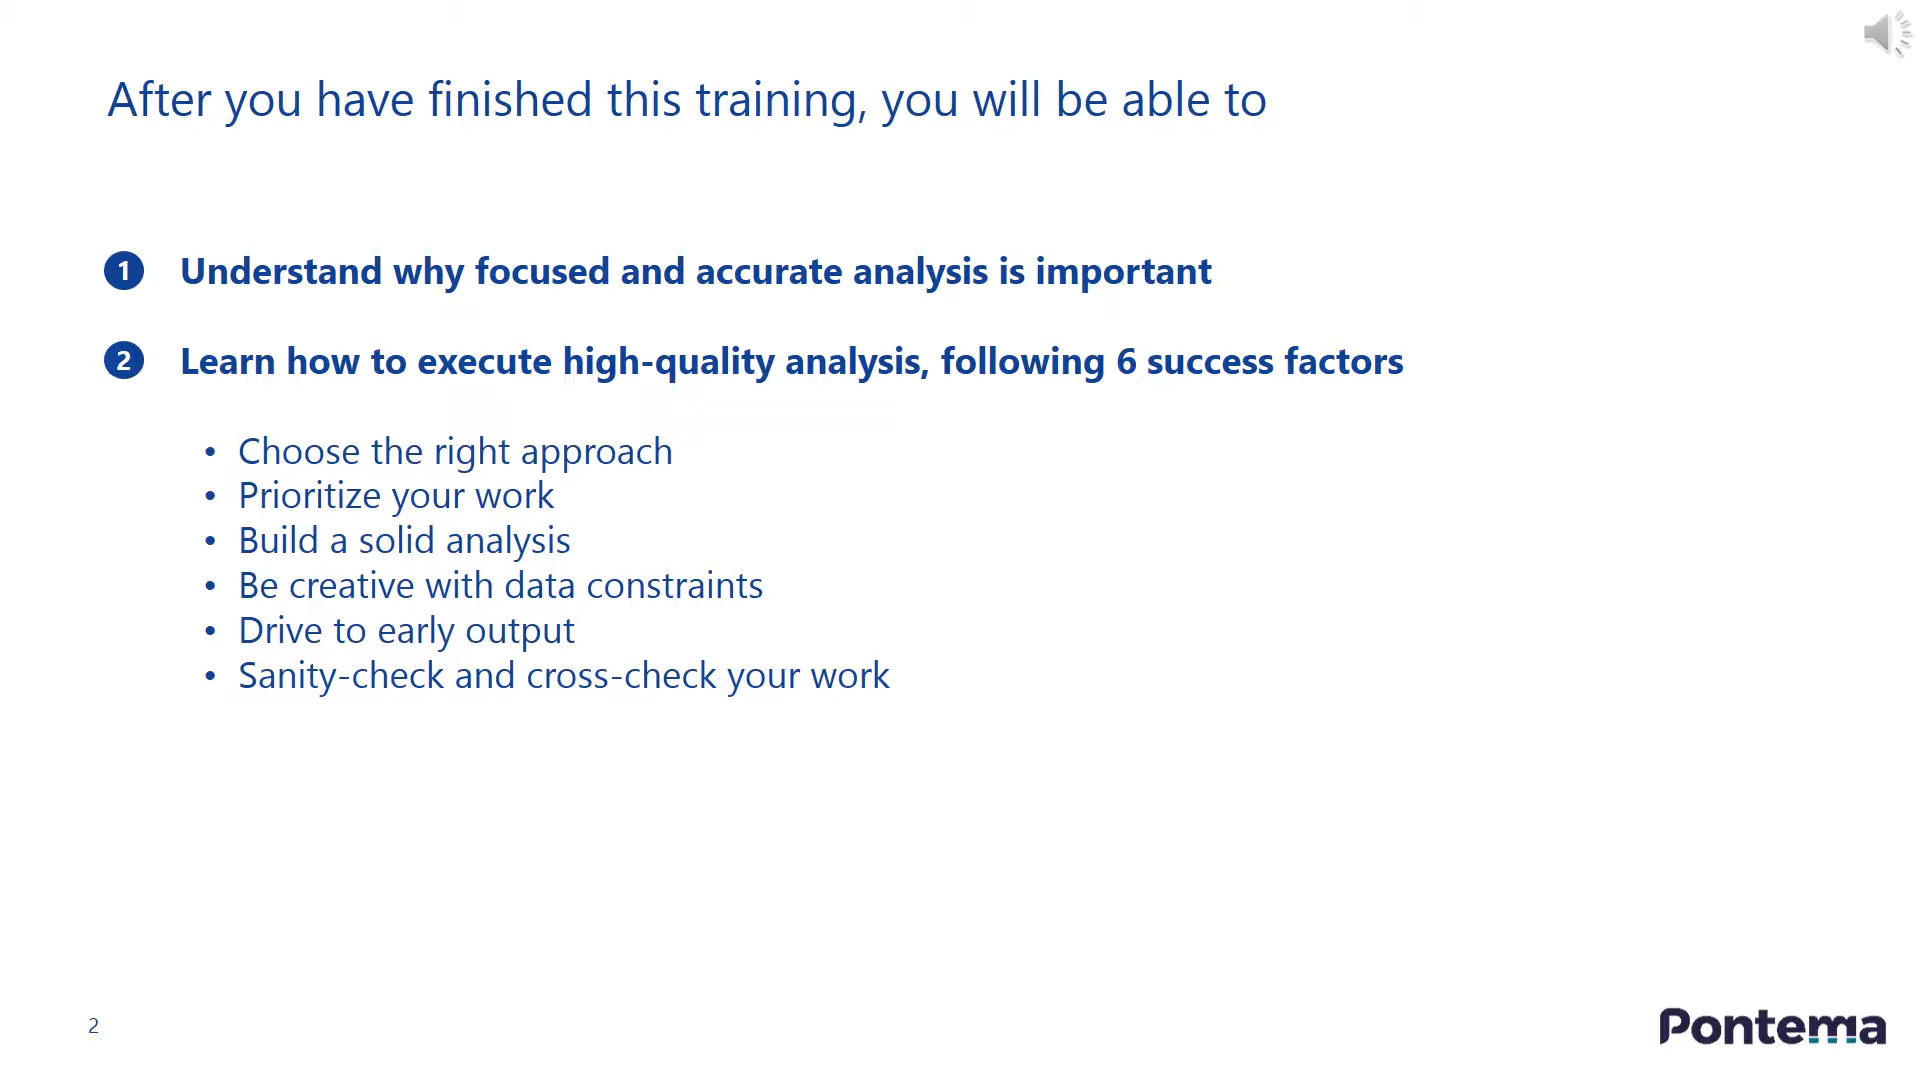 After you have finished this training, you will be able to
1 Understand why focused and accurate analysis is important
2 Learn how to execute high-quality analysis, following 6 success factors
• Choose the right approach
• Prioritize your work
• Build a solid analysis
• Be creative with data constraints
• Drive to early output
• Sanity-check and cross-check your work
2
Pontema